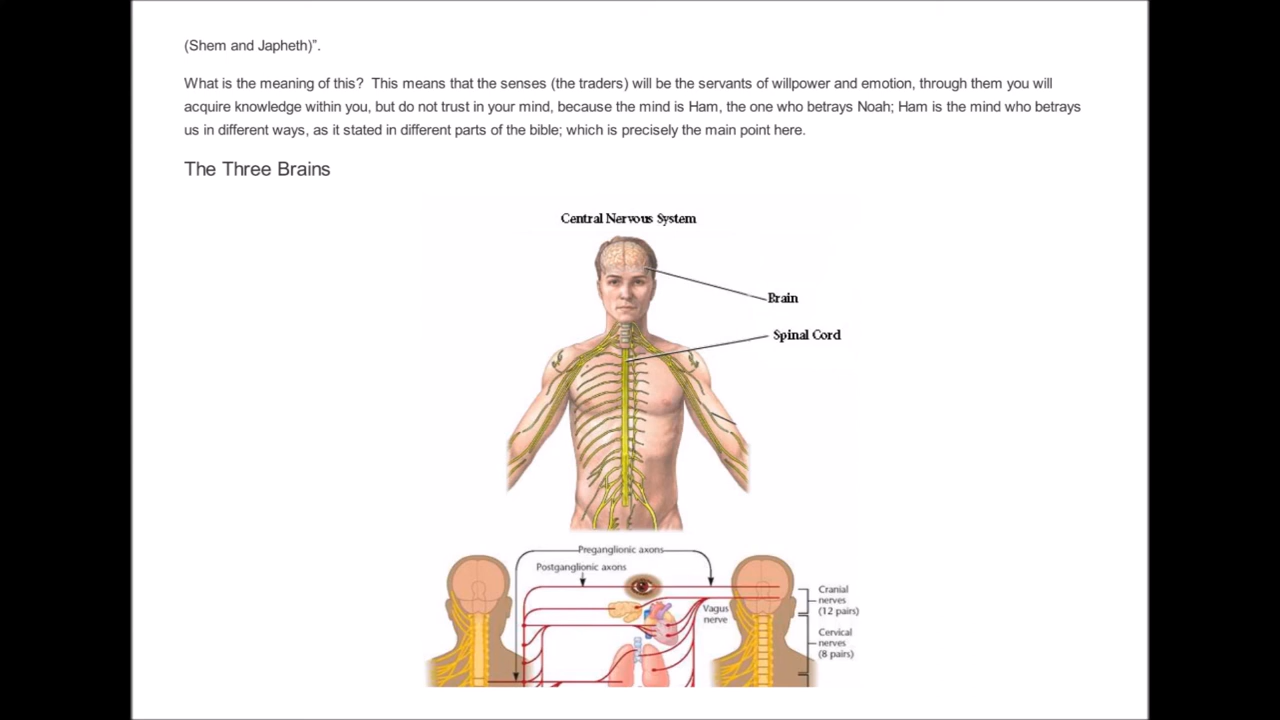 (Shem and Japheth)”.
What is the meaning of this?  This means that the senses (the traders) will be the servants of willpower and emotion, through them you will
acquire knowledge within you, but do not trust in your mind, because the mind is Ham, the one who betrays Noah; Ham is the mind who betrays
us in different ways, as it stated in different parts of the bible; which is precisely the main point here.
The Three Brains
Central Nervous System
Brain
Spinal Cord
Preganglionic axons
Postganglionic axons
Vagus
nerve
Cranial
nerves
(12 pairs)
Cervical
nerves
(8 pairs)